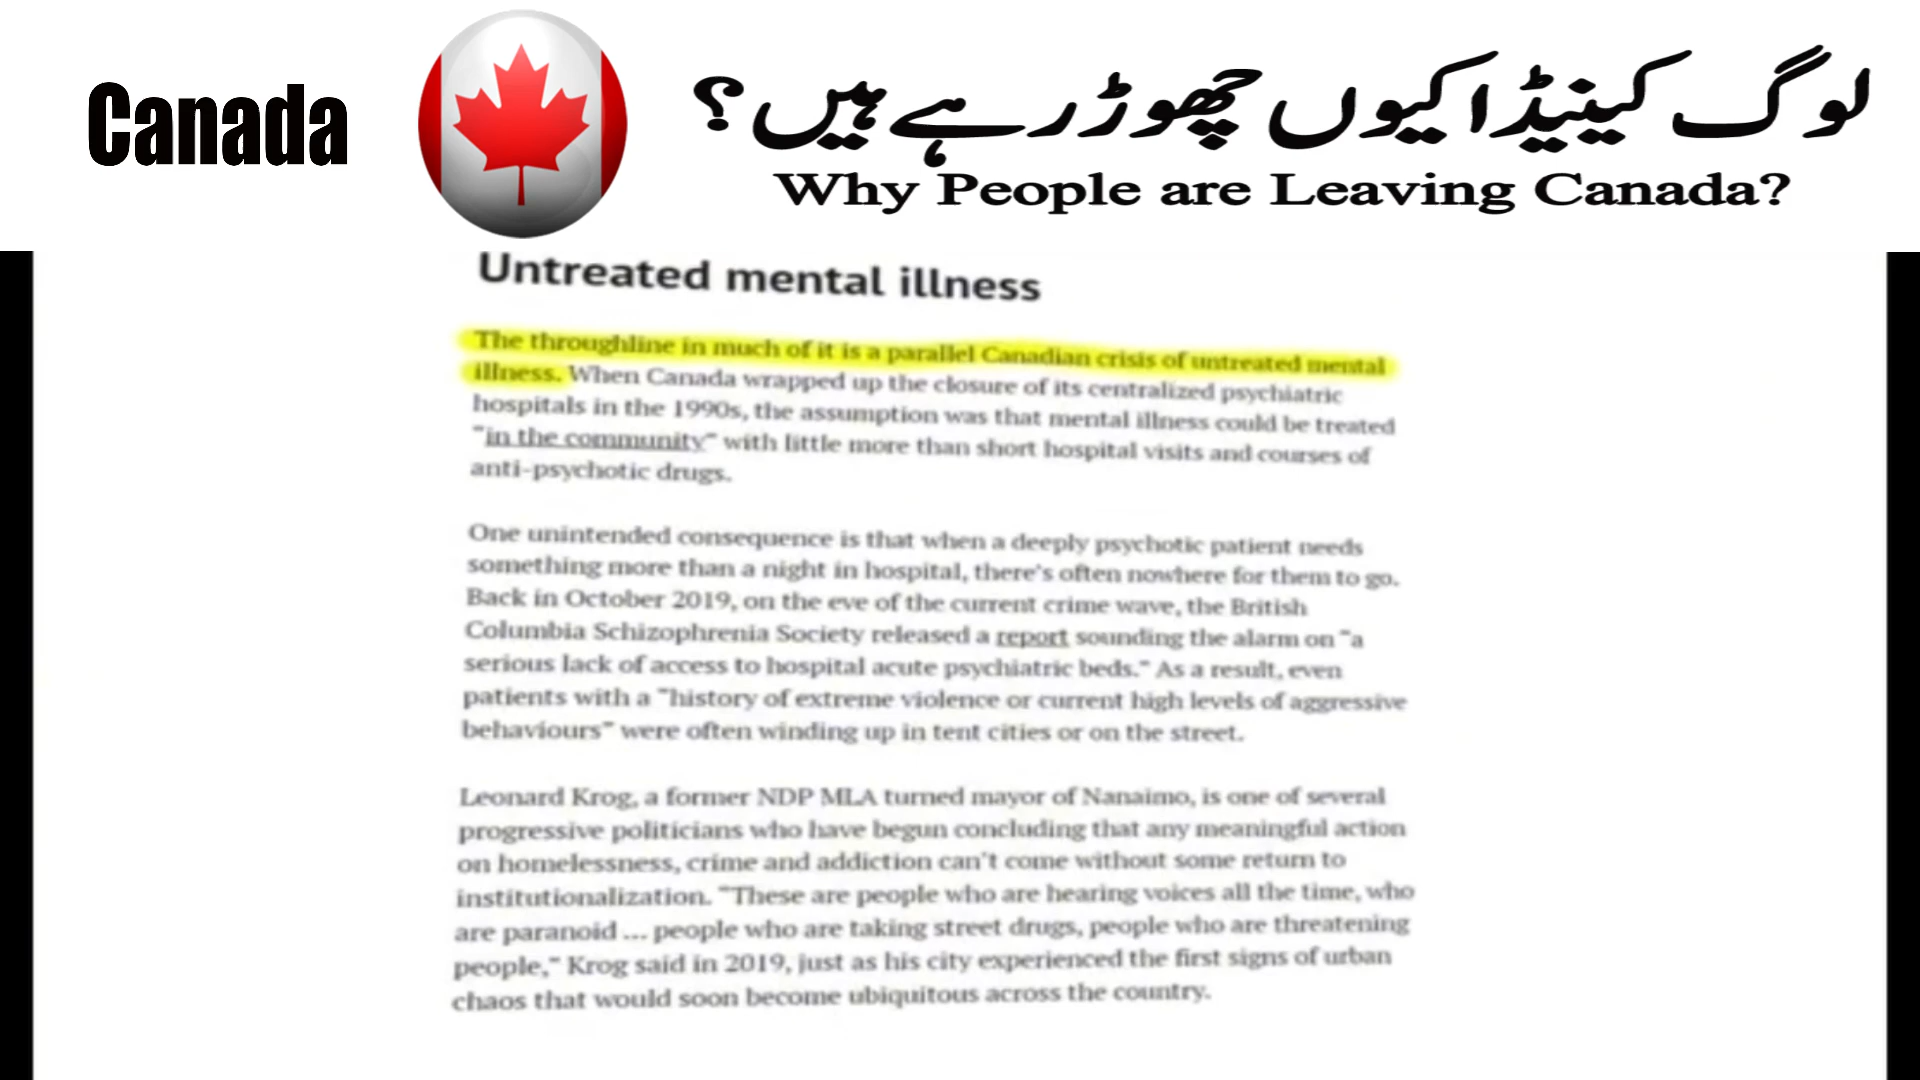 Canada
لوگ کینیڈا کیوں چھوڑ رہے ہیں؟
Why People are Leaving Canada?
Untreated mental illness
The throughline in much of it is a parallel Canadian crisis of untreated mental
illness. When Canada wrapped up the closure of its centralized psychiatric
hospitals in the 1990s, the assumption was that mental illness could be treated
"in the community" with little more than short hospital visits and courses of
anti-psychotic drugs.
One unintended consequence is that when a deeply psychotic patient needs
something more than a night in hospital, there's often nowhere for them to go.
Back in October 2019, on the eve of the current crime wave, the British
Columbia Schizophrenia Society released a report sounding the alarm on "a
serious lack of access to hospital acute psychiatric beds." As a result, even
patients with a "history of extreme violence or current high levels of aggressive
behaviours" were often winding up in tent cities or on the street.
Leonard Krog, a former NDP MLA turned mayor of Nanaimo, is one of several
progressive politicians who have begun concluding that any meaningful action
on homelessness, crime and addiction can't come without some return to
institutionalization. "These are people who are hearing voices all the time, who
are paranoid … people who are taking street drugs, people who are threatening
people," Krog said in 2019, just as his city experienced the first signs of urban
chaos that would soon become ubiquitous across the country.